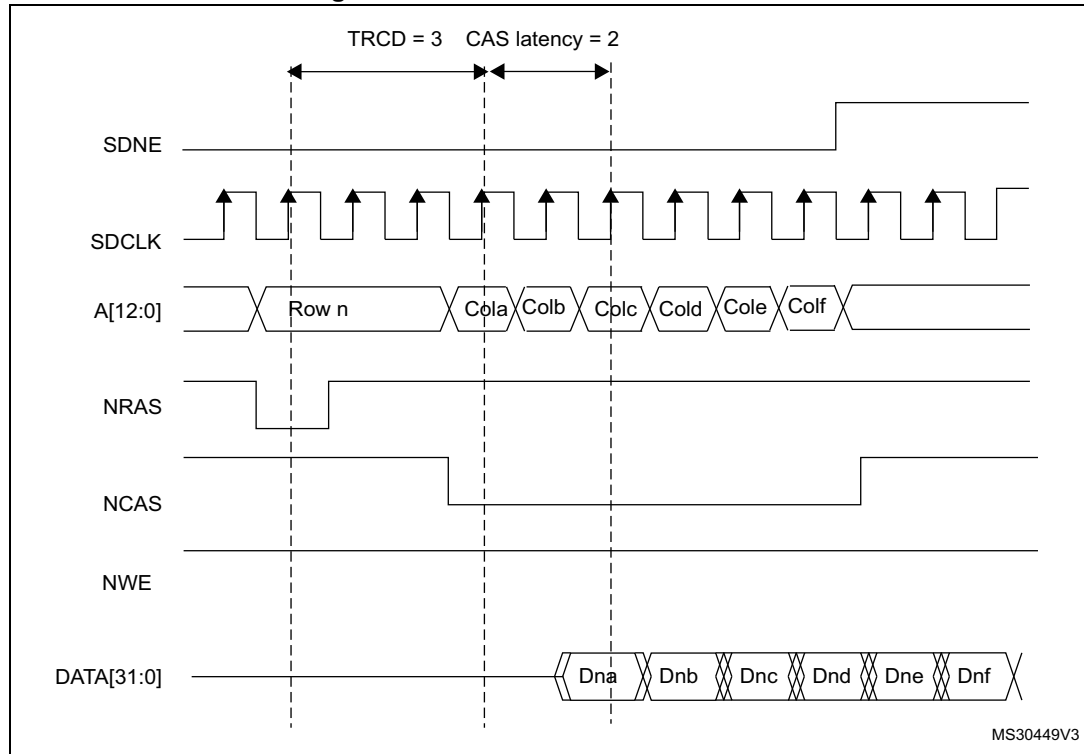 TRCD = 3 CAS latency = 2
SDNE
SDCLK
A[12:0] Row n Cola Colb Colc Cold Cole Colf
NRAS
NCAS
NWE
DATA[31:0] Dna Dnb Dnc Dnd Dne Dnf
MS30449V3